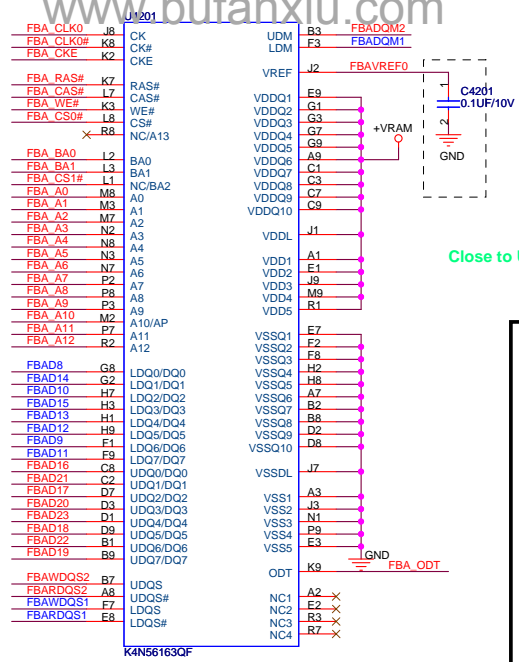 www.bufanxiu.com
U4201
FBA_CLK0 J8 CK UDM B3 FBADQM2
FBA_CLK0# K8 CK# LDM F3 FBADQM1
FBA_CKE K2 CKE
VREF J2 FBAVREF0
FBA_RAS# K7 RAS#
FBA_CAS# L7 CAS# VDDQ1 E9
FBA_WE# K3 WE# VDDQ2 G1
FBA_CS0# L8 CS# VDDQ3 G3
R8 NC/A13 VDDQ4 G7
VDDQ5 G9
FBA_BA0 L2 BA0 VDDQ6 A9 +VRAM
FBA_BA1 L3 BA1 VDDQ7 C1
FBA_CS1# L1 NC/BA2 VDDQ8 C3
FBA_A0 M8 A0 VDDQ9 C7
FBA_A1 M3 A1 VDDQ10 C9
FBA_A2 M7 A2
FBA_A3 N2 A3 VDDL J1
FBA_A4 N8 A4
FBA_A5 N3 A5 VDD1 A1
FBA_A6 N7 A6 VDD2 E1
FBA_A7 P2 A7 VDD3 J9
FBA_A8 P8 A8 VDD4 M9
FBA_A9 P3 A9 VDD5 R1
FBA_A10 M2 A10/AP
FBA_A11 P7 A11 VSSQ1 E7
FBA_A12 R2 A12 VSSQ2 F2
VSSQ3 F8
FBAD8 G8 LDQ0/DQ0 VSSQ4 H2
FBAD14 G2 LDQ1/DQ1 VSSQ5 H8
FBAD10 H7 LDQ2/DQ2 VSSQ6 A7
FBAD15 H3 LDQ3/DQ3 VSSQ7 B2
FBAD13 H1 LDQ4/DQ4 VSSQ8 B8
FBAD12 H9 LDQ5/DQ5 VSSQ9 D2
FBAD9 F1 LDQ6/DQ6 VSSQ10 D8
FBAD11 F9 LDQ7/DQ7
FBAD16 C8 UDQ0/DQ0 VSSDL J7
FBAD21 C2 UDQ1/DQ1
FBAD17 D7 UDQ2/DQ2 VSS1 A3
FBAD20 D3 UDQ3/DQ3 VSS2 J3
FBAD23 D1 UDQ4/DQ4 VSS3 N1
FBAD18 D9 UDQ5/DQ5 VSS4 P9
FBAD22 B1 UDQ6/DQ6 VSS5 E3
FBAD19 B9 UDQ7/DQ7 GND
ODT K9 FBA_ODT
FBAWDQS2 B7 UDQS
FBARDQS2 A8 UDQS# NC1 A2
FBAWDQS1 F7 LDQS NC2 E2
FBARDQS1 E8 LDQS# NC3 R3
NC4 R7
K4N56163QF
1
C4201
0.1UF/10V
2
GND
Close to